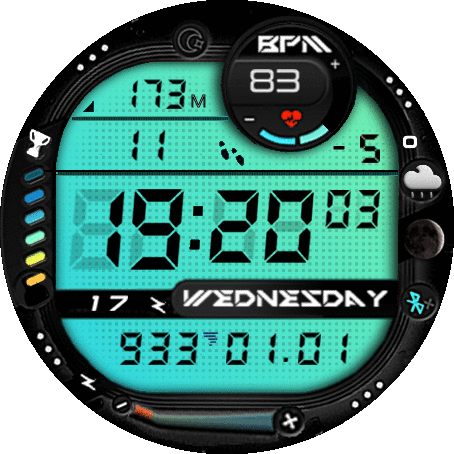 BPM
83
+
-
173M
11 - 5
19:20 03
17 WEDNESDAY
933 01.01
- +